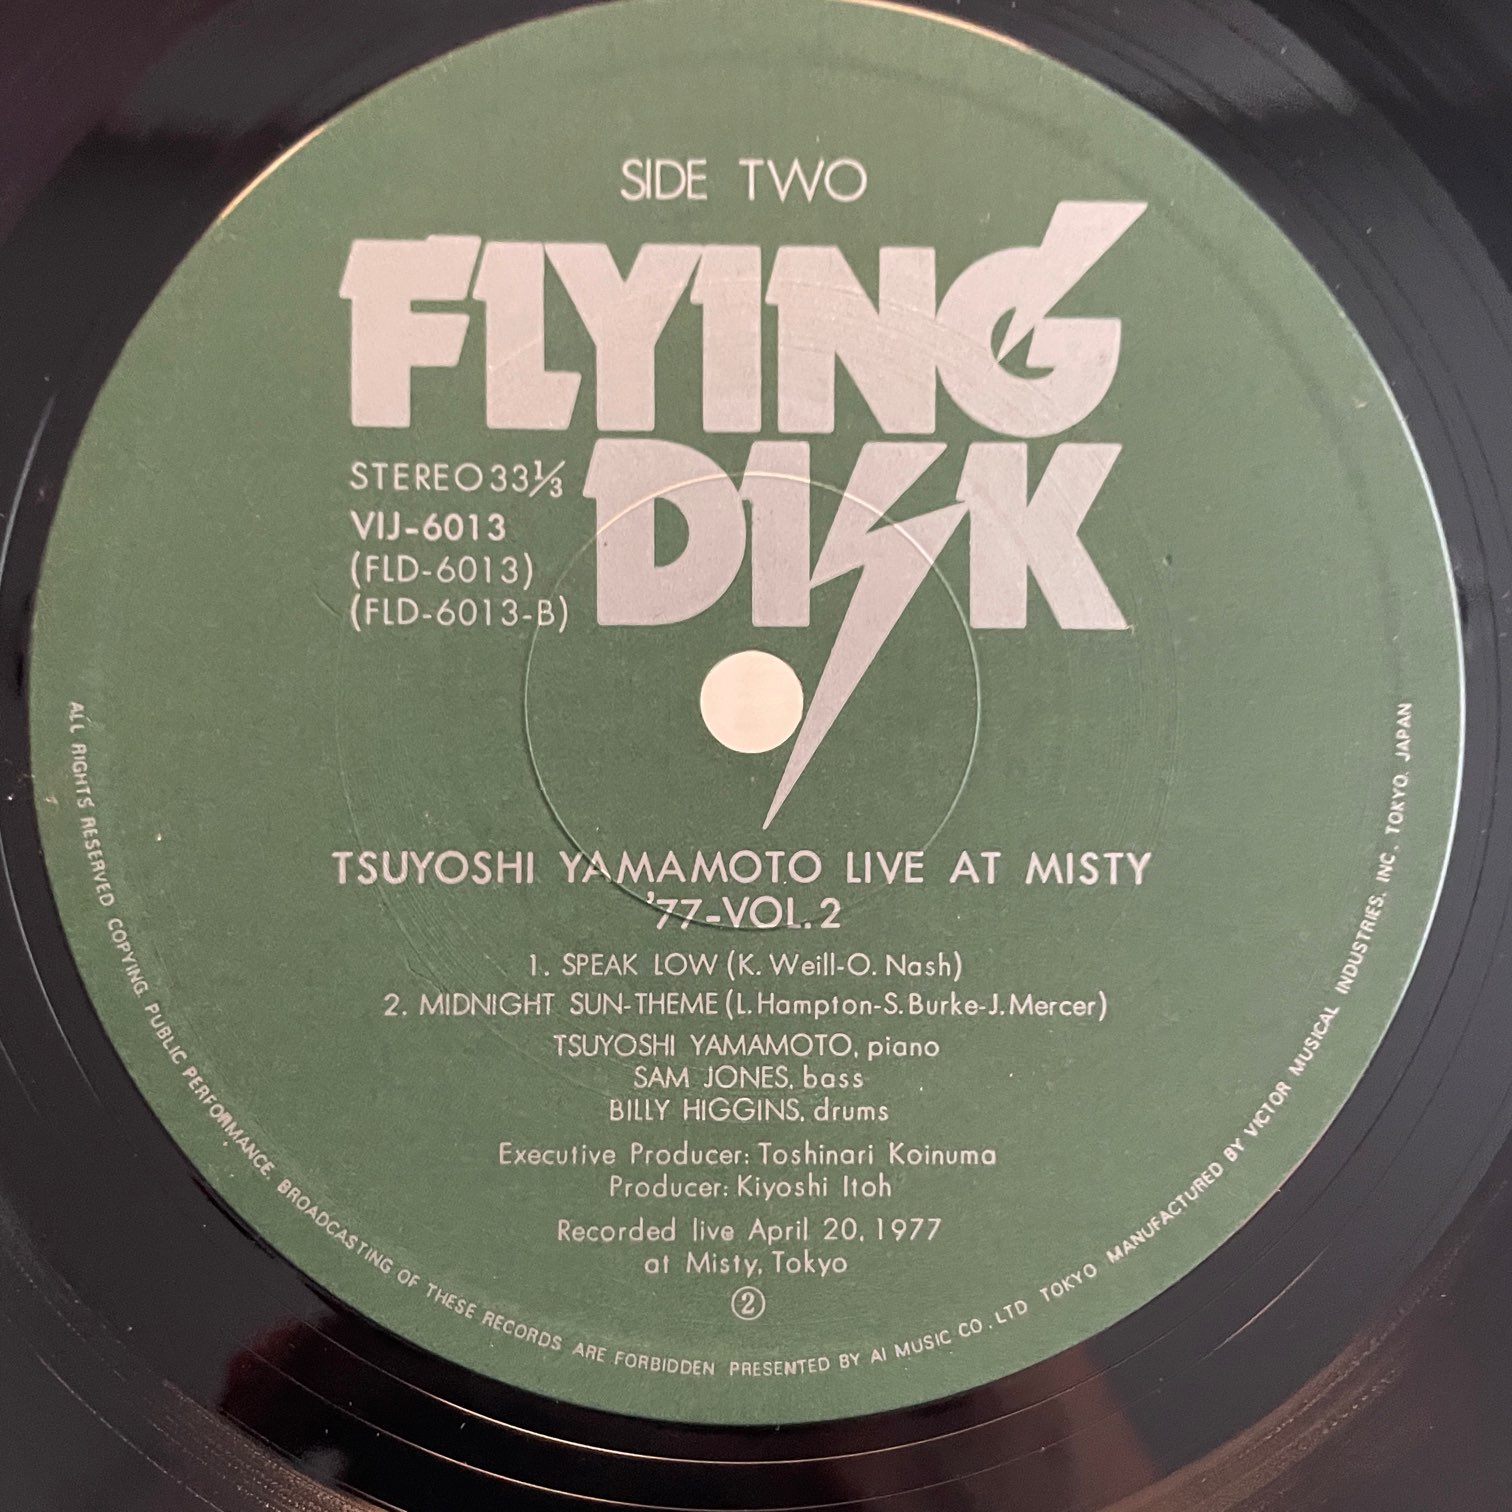 SIDE TWO
FLYING
DISK
STEREO 33⅓
VIJ-6013
(FLD-6013)
(FLD-6013-B)
TSUYOSHI YAMAMOTO LIVE AT MISTY
'77-VOL.2
1. SPEAK LOW (K. Weill-O. Nash)
2. MIDNIGHT SUN-THEME (L.Hampton-S.Burke-J.Mercer)
TSUYOSHI YAMAMOTO, piano
SAM JONES, bass
BILLY HIGGINS, drums
Executive Producer: Toshinari Koinuma
Producer: Kiyoshi Itoh
Recorded live April 20, 1977
at Misty, Tokyo
②
ALL RIGHTS RESERVED COPYING, PUBLIC PERFORMANCE, BROADCASTING OF THESE RECORDS ARE FORBIDDEN PRESENTED BY AI MUSIC CO., LTD TOKYO MANUFACTURED BY VICTOR MUSICAL INDUSTRIES, INC. TOKYO, JAPAN